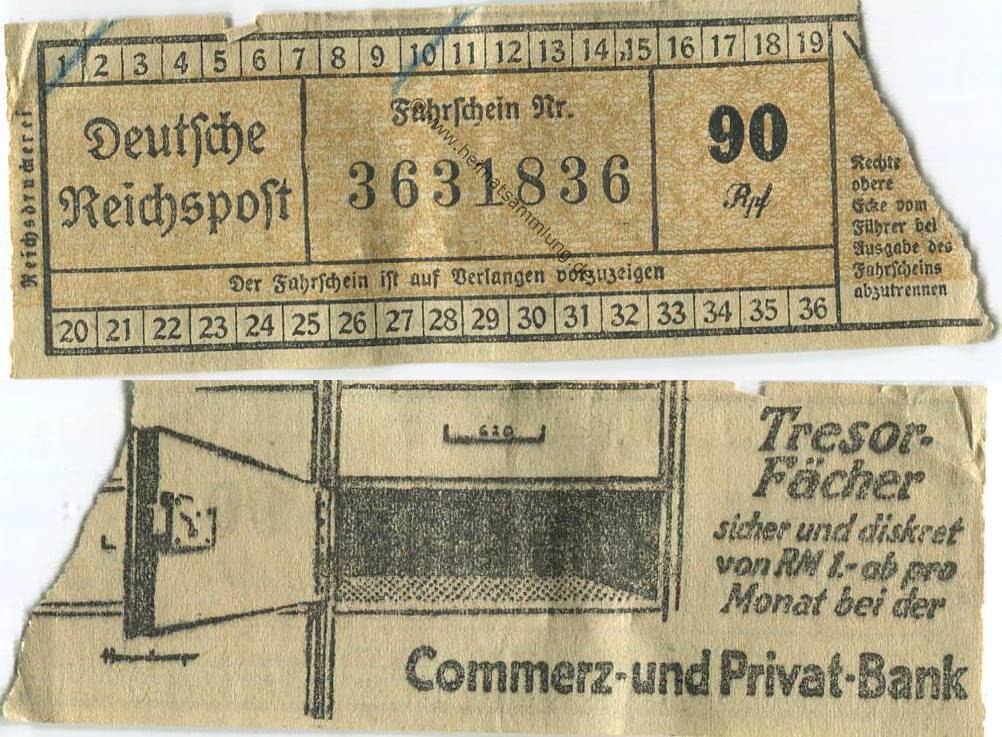 1 2 3 4 5 6 7 8 9 10 11 12 13 14 15 16 17 18 19
Reichsdruckerei
Deutsche
Reichspost
Fahrschein Nr.
3631836
90
Rpf
Rechte
obere
Ecke vom
Führer bei
Ausgabe des
Fahrscheins
abzutrennen
Der Fahrschein ist auf Verlangen vorzuzeigen
20 21 22 23 24 25 26 27 28 29 30 31 32 33 34 35 36
©www.heimatsammlung.de
620
Tresor-
Fächer
sicher und diskret
von RM 1.- ab pro
Monat bei der
Commerz-und Privat-Bank